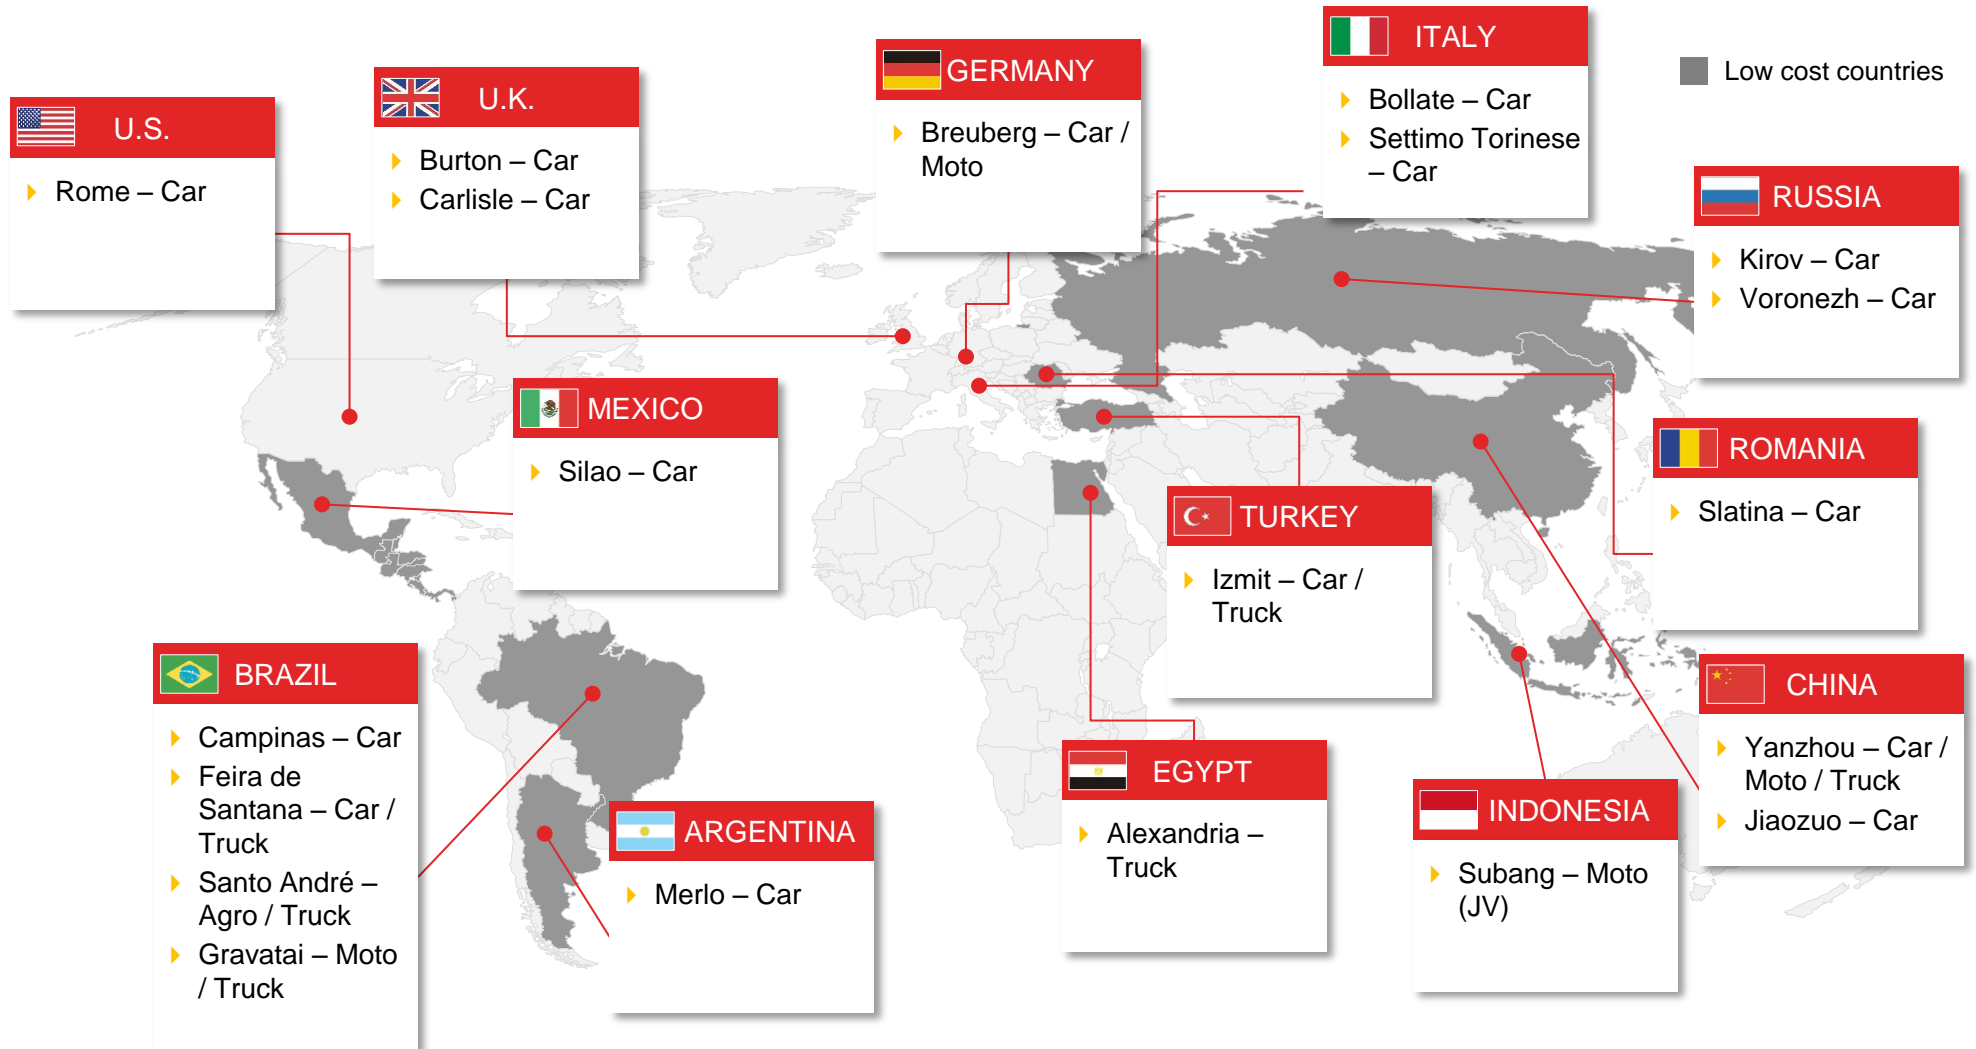 U.S.
Rome – Car
U.K.
Burton – Car
Carlisle – Car
GERMANY
Breuberg – Car /
Moto
ITALY
Bollate – Car
Settimo Torinese
– Car
Low cost countries
RUSSIA
Kirov – Car
Voronezh – Car
MEXICO
Silao – Car
ROMANIA
Slatina – Car
TURKEY
Izmit – Car /
Truck
BRAZIL
Campinas – Car
Feira de
Santana – Car /
Truck
Santo André –
Agro / Truck
Gravatai – Moto
/ Truck
ARGENTINA
Merlo – Car
EGYPT
Alexandria –
Truck
INDONESIA
Subang – Moto
(JV)
CHINA
Yanzhou – Car /
Moto / Truck
Jiaozuo – Car